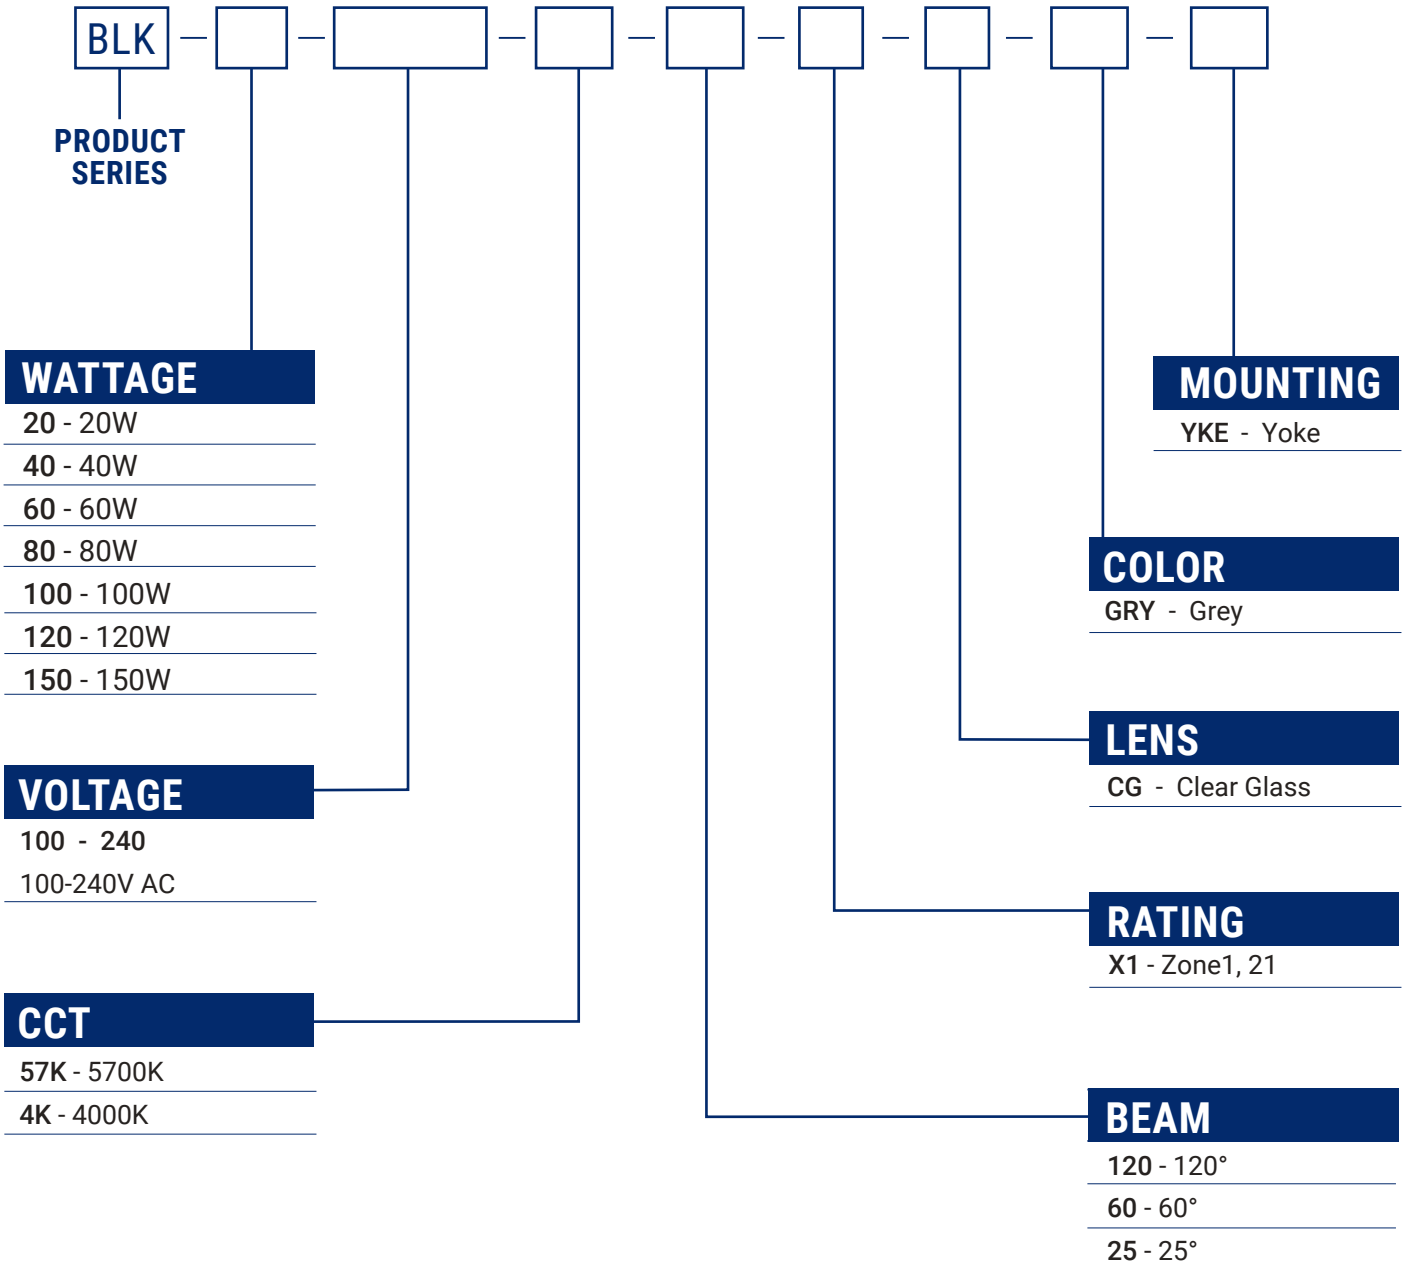 BLK
PRODUCT
SERIES
WATTAGE
20 - 20W
40 - 40W
60 - 60W
80 - 80W
100 - 100W
120 - 120W
150 - 150W
VOLTAGE
100 - 240
100-240V AC
CCT
57K - 5700K
4K - 4000K
MOUNTING
YKE - Yoke
COLOR
GRY - Grey
LENS
CG - Clear Glass
RATING
X1 - Zone1, 21
BEAM
120 - 120°
60 - 60°
25 - 25°